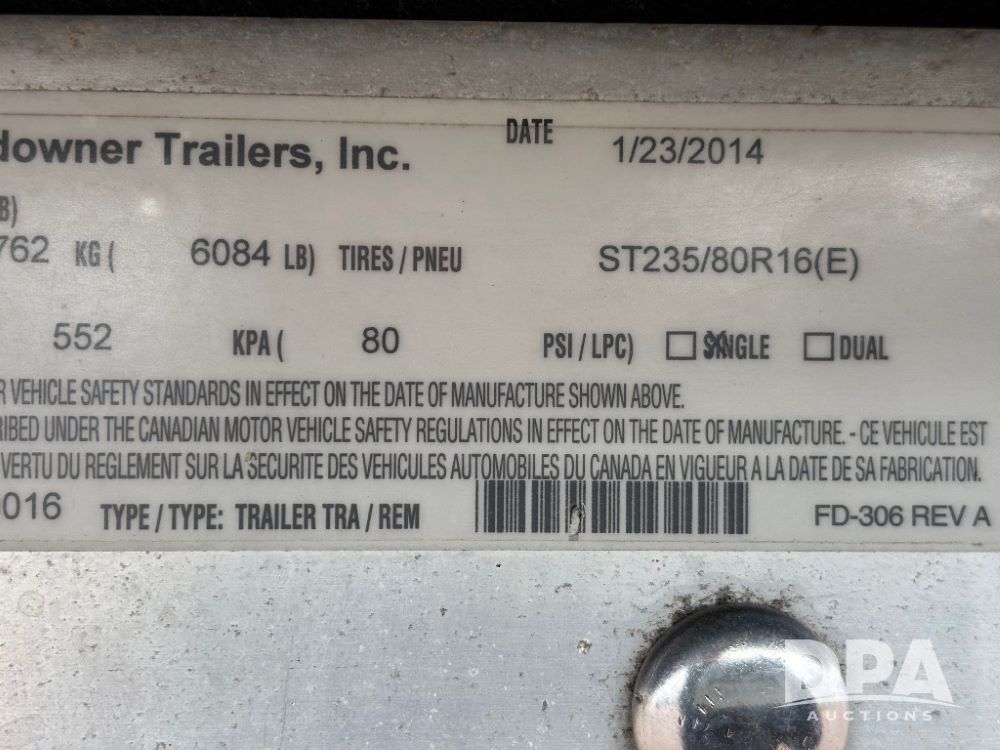 downer Trailers, Inc. DATE 1/23/2014
B)
762 KG ( 6084 LB) TIRES / PNEU ST235/80R16(E)
552 KPA ( 80 PSI / LPC) SINGLE DUAL
R VEHICLE SAFETY STANDARDS IN EFFECT ON THE DATE OF MANUFACTURE SHOWN ABOVE.
RIBED UNDER THE CANADIAN MOTOR VEHICLE SAFETY REGULATIONS IN EFFECT ON THE DATE OF MANUFACTURE. - CE VEHICULE EST
VERTU DU REGLEMENT SUR LA SECURITE DES VEHICULES AUTOMOBILES DU CANADA EN VIGUEUR A LA DATE DE SA FABRICATION.
0016 TYPE / TYPE: TRAILER TRA / REM FD-306 REV A
DPA
AUCTIONS